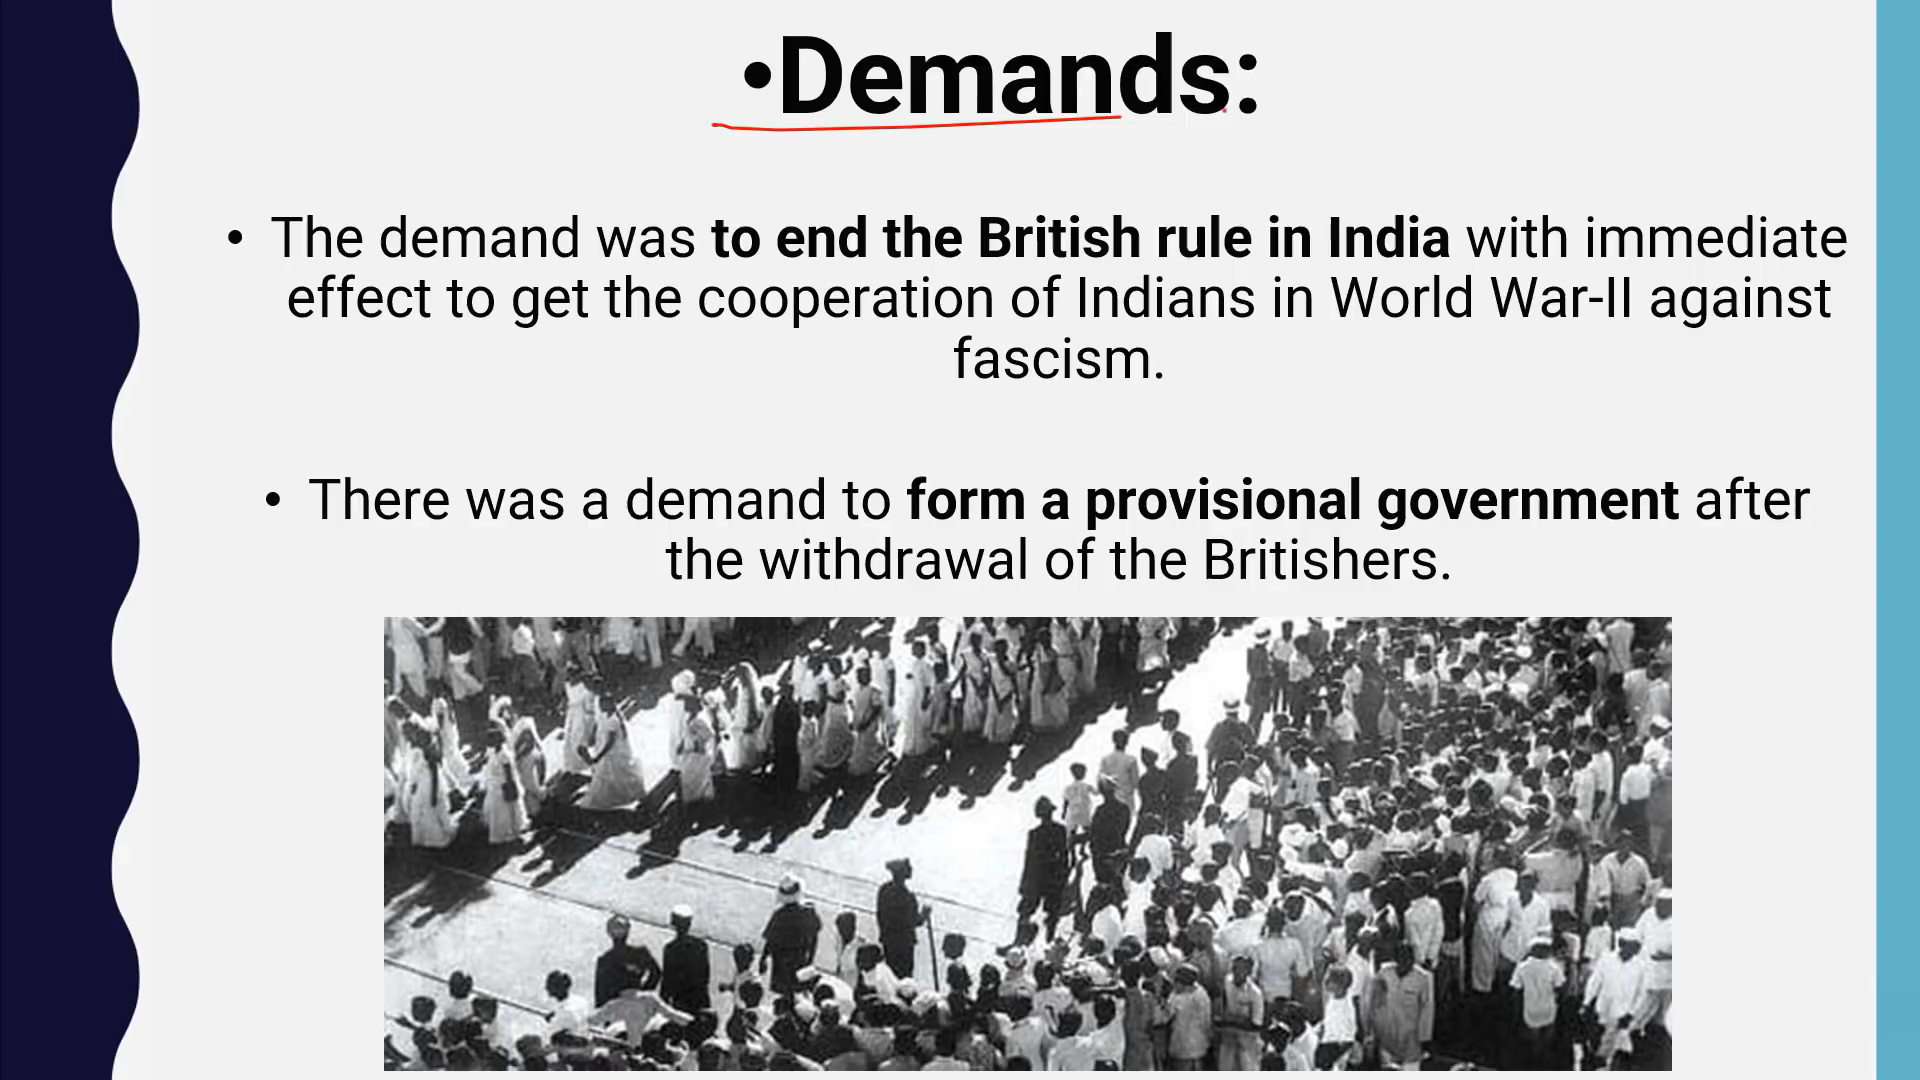 •Demands:
• The demand was to end the British rule in India with immediate
effect to get the cooperation of Indians in World War-II against
fascism.
• There was a demand to form a provisional government after
the withdrawal of the Britishers.